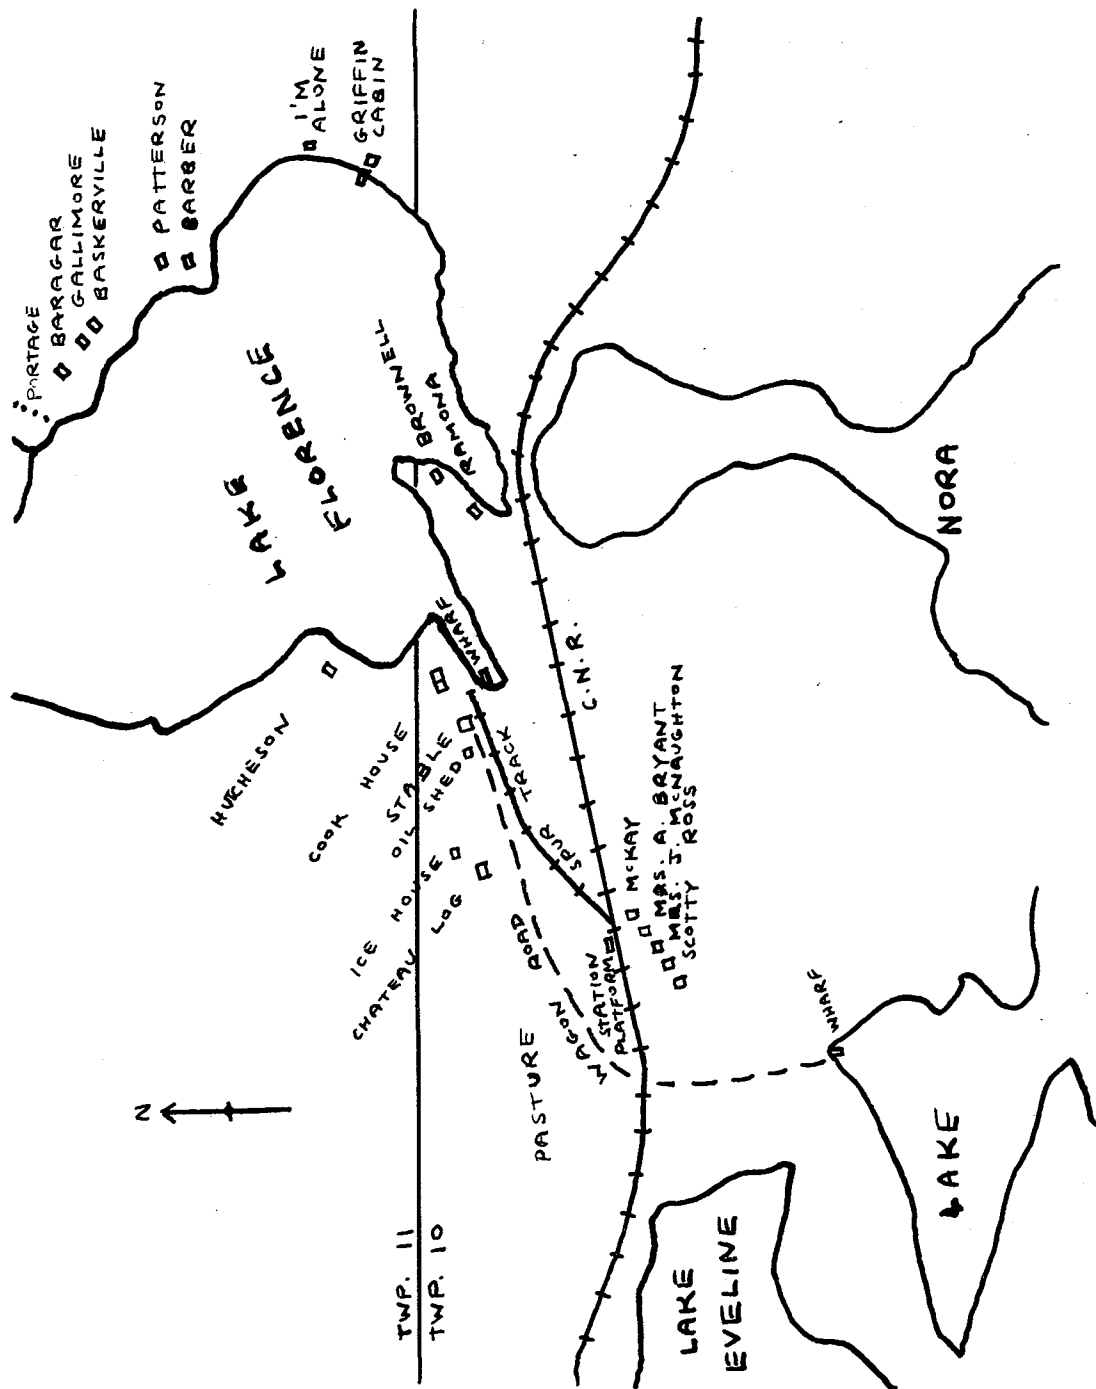 PORTAGE
BARAGAR
GALLIMORE
BASKERVILLE
PATTERSON
BARBER
I'M
ALONE
GRIFFIN
CABIN
LAKE
FLORENCE
BROWNELL
RAMONA
WHARF
HUTCHESON
COOK HOUSE
STABLE
OIL SHED
ICE HOUSE
CHATEAU LOG
SPUR TRACK
C.N.R.
WAGON ROAD
STATION
PLATFORM
PASTURE
N
TWP. 11
TWP. 10
McKAY
MRS. A. BRYANT
MRS. J. McNAUGHTON
SCOTTY ROSS
WHARF
LAKE
EVELINE
LAKE NORA